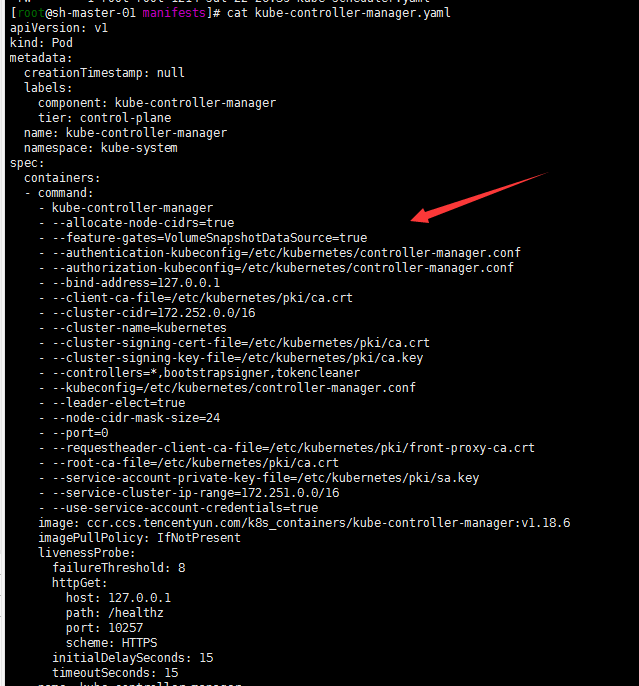 [root@sh-master-01 manifests]# cat kube-controller-manager.yaml
apiVersion: v1
kind: Pod
metadata:
  creationTimestamp: null
  labels:
    component: kube-controller-manager
    tier: control-plane
  name: kube-controller-manager
  namespace: kube-system
spec:
  containers:
  - command:
    - kube-controller-manager
    - --allocate-node-cidrs=true
    - --feature-gates=VolumeSnapshotDataSource=true
    - --authentication-kubeconfig=/etc/kubernetes/controller-manager.conf
    - --authorization-kubeconfig=/etc/kubernetes/controller-manager.conf
    - --bind-address=127.0.0.1
    - --client-ca-file=/etc/kubernetes/pki/ca.crt
    - --cluster-cidr=172.252.0.0/16
    - --cluster-name=kubernetes
    - --cluster-signing-cert-file=/etc/kubernetes/pki/ca.crt
    - --cluster-signing-key-file=/etc/kubernetes/pki/ca.key
    - --controllers=*,bootstrapsigner,tokencleaner
    - --kubeconfig=/etc/kubernetes/controller-manager.conf
    - --leader-elect=true
    - --node-cidr-mask-size=24
    - --port=0
    - --requestheader-client-ca-file=/etc/kubernetes/pki/front-proxy-ca.crt
    - --root-ca-file=/etc/kubernetes/pki/ca.crt
    - --service-account-private-key-file=/etc/kubernetes/pki/sa.key
    - --service-cluster-ip-range=172.251.0.0/16
    - --use-service-account-credentials=true
    image: ccr.ccs.tencentyun.com/k8s_containers/kube-controller-manager:v1.18.6
    imagePullPolicy: IfNotPresent
    livenessProbe:
      failureThreshold: 8
      httpGet:
        host: 127.0.0.1
        path: /healthz
        port: 10257
        scheme: HTTPS
      initialDelaySeconds: 15
      timeoutSeconds: 15